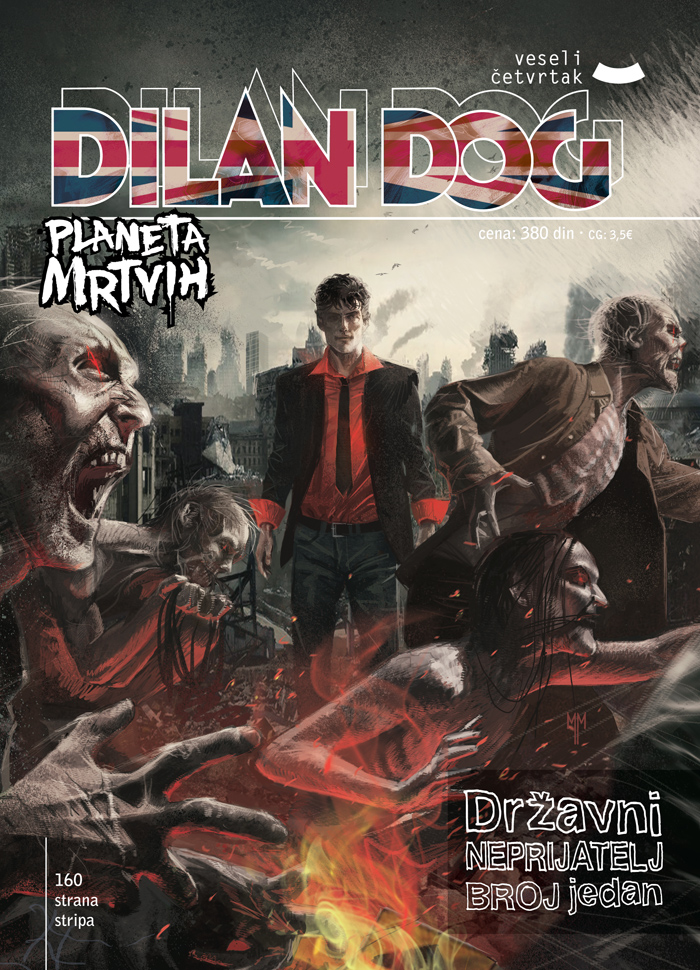 veseli
četvrtak
DILAN DOG
cena: 380 din · CG: 3,5€
PLANETA
MRTVIH
MM
Državni
NEPRIJATELJ
BROJ jedan
160
strana
stripa